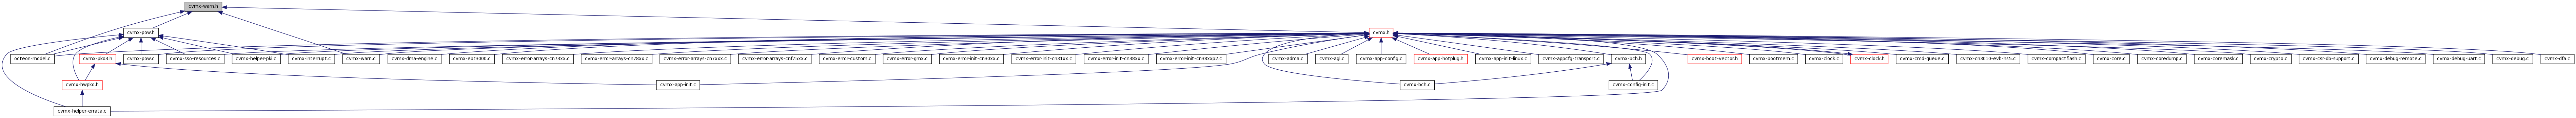 cvmx-warn.h
cvmx-pow.h
cvmx.h
octeon-model.c
cvmx-pko3.h
cvmx-pow.c
cvmx-sso-resources.c
cvmx-helper-pki.c
cvmx-interrupt.c
cvmx-warn.c
cvmx-dma-engine.c
cvmx-ebt3000.c
cvmx-error-arrays-cn73xx.c
cvmx-error-arrays-cn78xx.c
cvmx-error-arrays-cn7xxx.c
cvmx-error-arrays-cnf75xx.c
cvmx-error-custom.c
cvmx-error-gmx.c
cvmx-error-init-cn30xx.c
cvmx-error-init-cn31xx.c
cvmx-error-init-cn38xx.c
cvmx-error-init-cn38xxp2.c
cvmx-adma.c
cvmx-agl.c
cvmx-app-config.c
cvmx-app-hotplug.h
cvmx-app-init-linux.c
cvmx-appcfg-transport.c
cvmx-bch.h
cvmx-boot-vector.h
cvmx-bootmem.c
cvmx-clock.c
cvmx-clock.h
cvmx-cmd-queue.c
cvmx-cn3010-evb-hs5.c
cvmx-compactflash.c
cvmx-core.c
cvmx-coredump.c
cvmx-coremask.c
cvmx-crypto.c
cvmx-csr-db-support.c
cvmx-debug-remote.c
cvmx-debug-uart.c
cvmx-debug.c
cvmx-dfa.c
cvmx-hwpko.h
cvmx-app-init.c
cvmx-bch.c
cvmx-config-init.c
cvmx-helper-errata.c